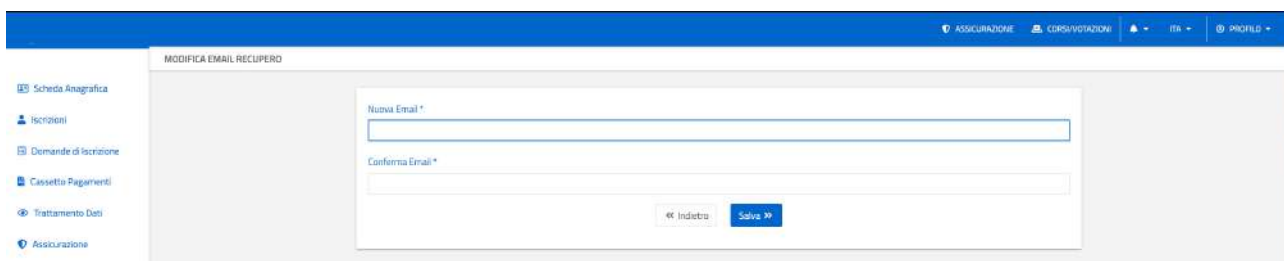 ASSICURAZIONE CORSI/VOTAZIONI ITA PROFILO
MODIFICA EMAIL RECUPERO
Scheda Anagrafica
Iscrizioni
Domande di Iscrizione
Cassetto Pagamenti
Trattamento Dati
Assicurazione
Nuova Email *
Conferma Email *
Indietro
Salva